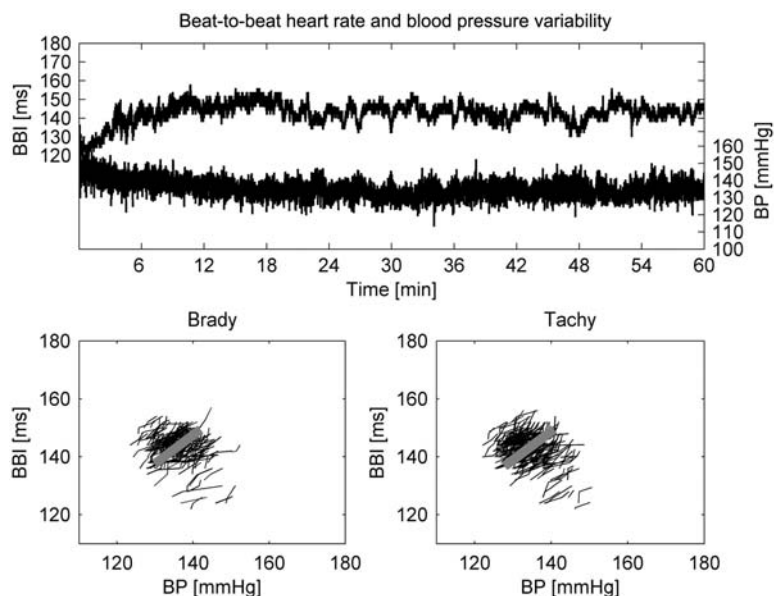 Beat-to-beat heart rate and blood pressure variability
180
170
160
150
140
130
120
BBI [ms]
160
150
140
130
120
110
100
BP [mmHg]
6 12 18 24 30 36 42 48 54 60
Time [min]
Brady
180
160
140
120
BBI [ms]
120 140 160 180
BP [mmHg]
Tachy
180
160
140
120
BBI [ms]
120 140 160 180
BP [mmHg]